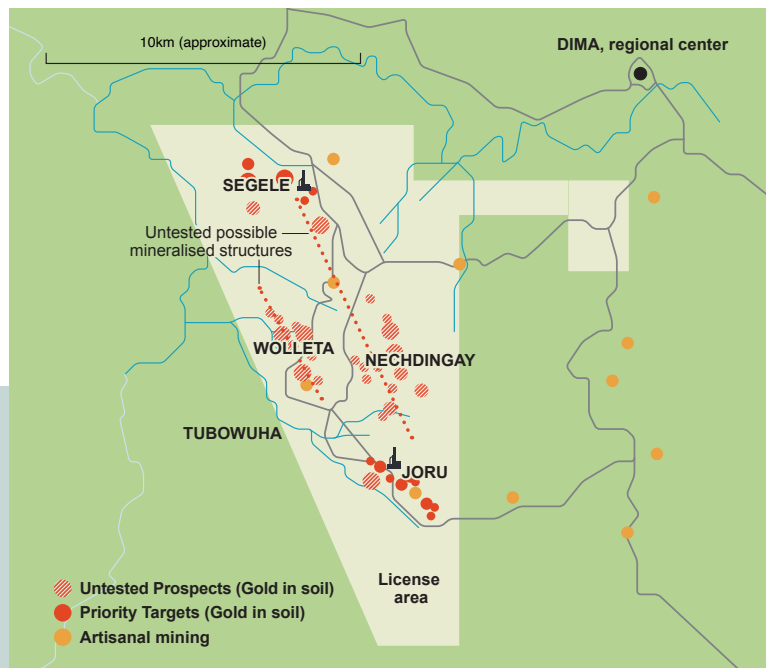 10km (approximate)
DIMA, regional center
SEGELE
Untested possible
mineralised structures
WOLLETA
NECHDINGAY
TUBOWUHA
JORU
License
area
Untested Prospects (Gold in soil)
Priority Targets (Gold in soil)
Artisanal mining